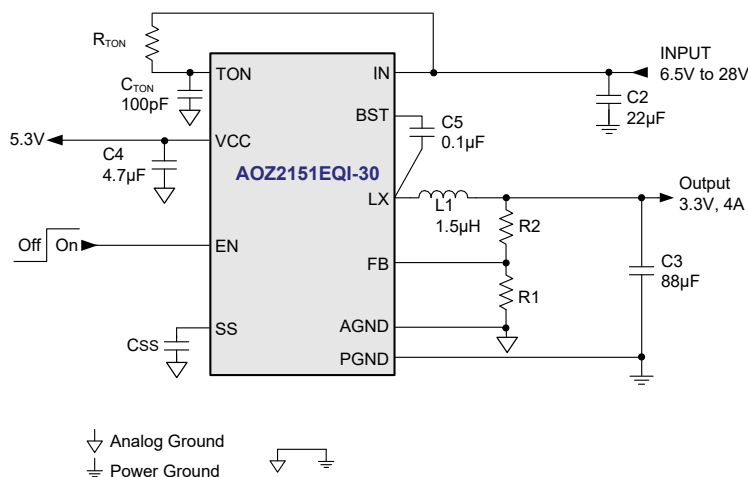 RTON
TON
CTON
100pF
IN
INPUT
6.5V to 28V
C2
22µF
BST
C5
0.1µF
5.3V
VCC
C4
4.7µF
AOZ2151EQI-30
LX
L1
1.5µH
Output
3.3V, 4A
R2
Off
On
EN
FB
R1
C3
88µF
SS
CSS
AGND
PGND
Analog Ground
Power Ground